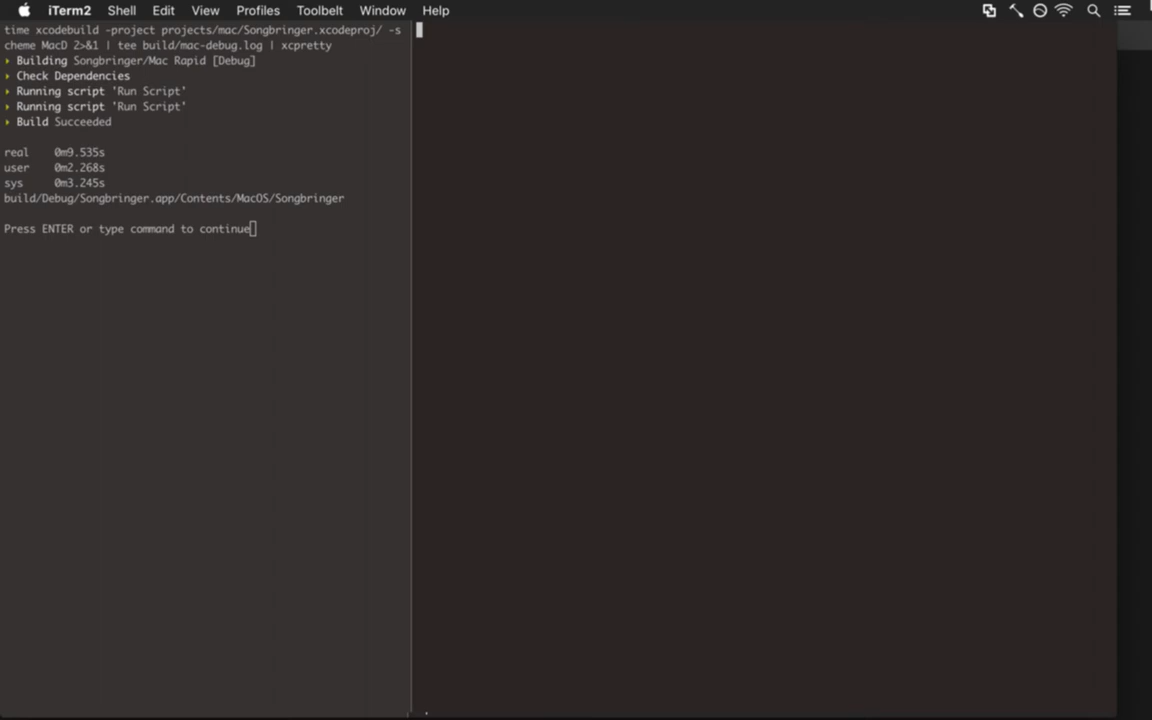 iTerm2 Shell Edit View Profiles Toolbelt Window Help
time xcodebuild -project projects/mac/Songbringer.xcodeproj/ -s
cheme MacD 2>&1 | tee build/mac-debug.log | xcpretty
▸ Building Songbringer/Mac Rapid [Debug]
▸ Check Dependencies
▸ Running script 'Run Script'
▸ Running script 'Run Script'
▸ Build Succeeded
real 0m9.535s
user 0m2.268s
sys 0m3.245s
build/Debug/Songbringer.app/Contents/MacOS/Songbringer
Press ENTER or type command to continue